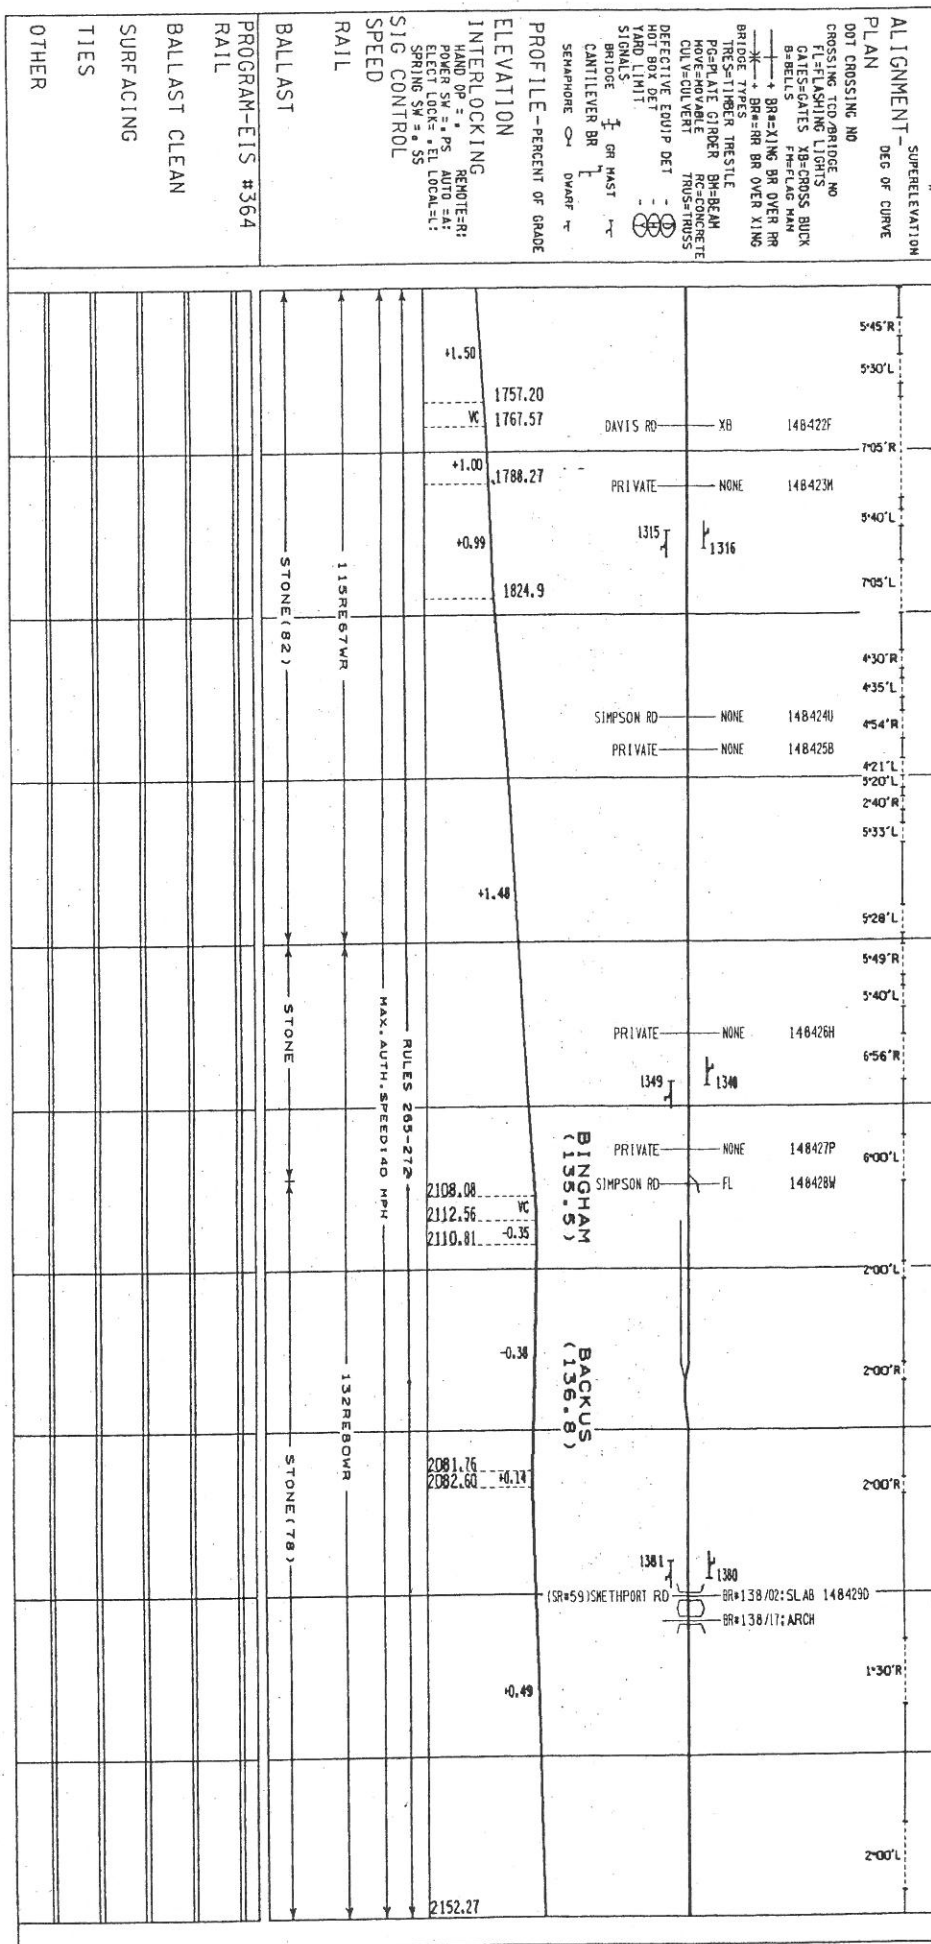 ALIGNMENT- SUPERELEVATION
DEG OF CURVE
PLAN
DOT CROSSING NO
CROSSING TCD/BRIDGE NO
FL=FLASHING LIGHTS
GATES=GATES XB=CROSS BUCK
B=BELLS FM=FLAG MAN
+ BR#=XING BR OVER RR
+ BR#=RR BR OVER XING
BRIDGE TYPES
TRES=TIMBER TRESTLE
PG=PLATE GIRDER BM=BEAM
MOVE=MOVABLE RC=CONCRETE
CULV=CULVERT TRUS=TRUSS
DEFECTIVE EQUIP DET - D
HOT BOX DET - H
YARD LIMIT - Y
SIGNALS
BRIDGE GR MAST
CANTILEVER BR
SEMAPHORE DWARF
PROFILE-PERCENT OF GRADE
ELEVATION
INTERLOCKING
HAND OP = . REMOTE=R:
POWER SW =.PS AUTO =A:
ELECT LOCK=.EL LOCAL=L:
SPRING SW =.SS
SIG CONTROL
SPEED
RAIL
BALLAST
PROGRAM-EIS #364
RAIL
BALLAST CLEAN
SURFACING
TIES
OTHER
5°45'R
5°30'L
7°05'R
5°40'L
7°05'L
4°30'R
4°35'L
4°54'R
4°21'L
5°20'L
2°40'R
5°33'L
5°28'L
5°49'R
5°40'L
6°56'R
6°00'L
2°00'L
2°00'R
2°00'R
1°30'R
2°00'L
DAVIS RD XB 148422F
PRIVATE NONE 148423M
1315 1316
SIMPSON RD NONE 148424U
PRIVATE NONE 148425B
PRIVATE NONE 148426H
1349 1348
PRIVATE NONE 148427P
SIMPSON RD FL 148428W
1381 1380
(SR#59)SMETHPORT RD BR#138/02:SLAB 148429D
BR#138/17:ARCH
BINGHAM
(135.5)
BACKUS
(136.8)
+1.50
1757.20
VC 1767.57
+1.00
1788.27
+0.99
1824.9
+1.48
2108.08
2112.56 VC
2110.81 -0.35
-0.38
2081.76
2082.60 +0.14
+0.49
2152.27
RULES 265-272
MAX.AUTH.SPEED:40 MPH
115RE67WR
132RE80WR
STONE(82)
STONE
STONE(78)